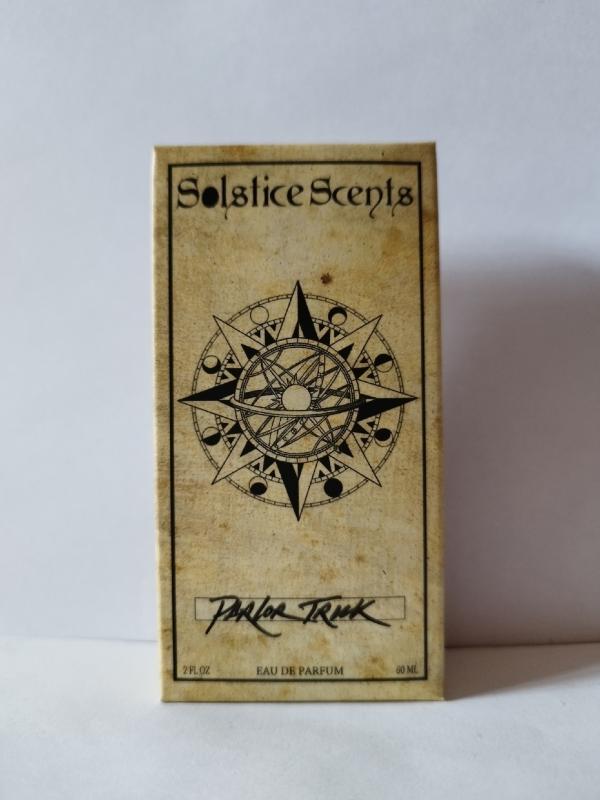 Solstice Scents
Parlor Trick
2 FL OZ EAU DE PARFUM 60 ML